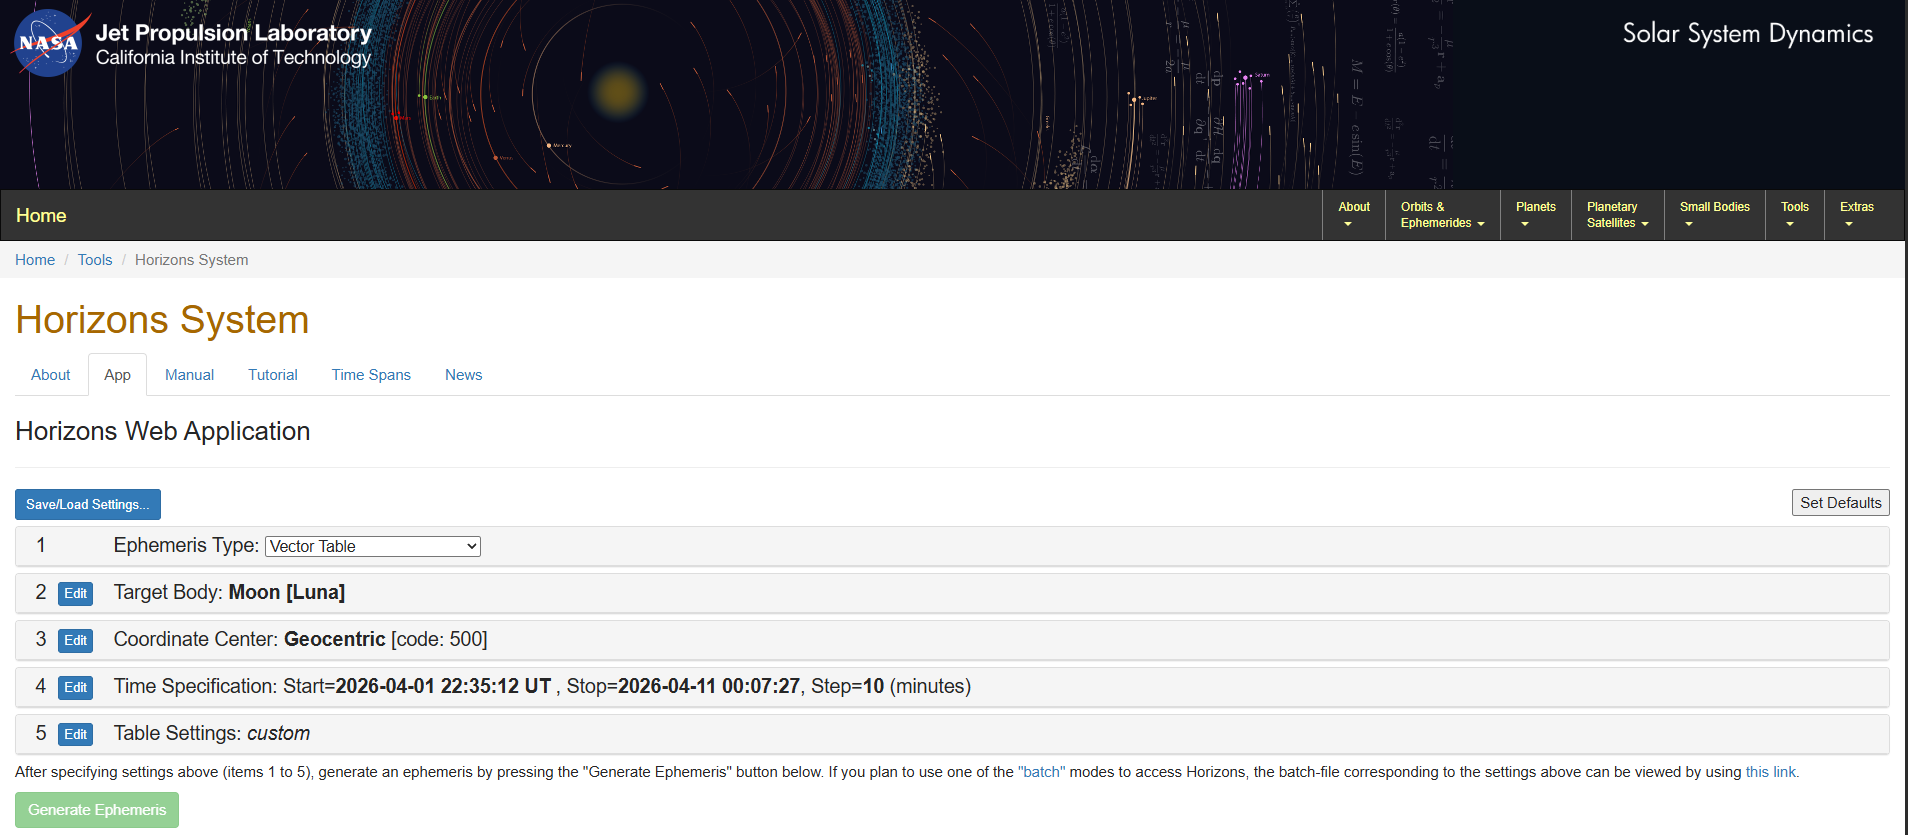 NASA
Jet Propulsion Laboratory
California Institute of Technology
Solar System Dynamics
Earth
Mercury
Venus
Jupiter
Saturn
Home
About
Orbits &
Ephemerides
Planets
Planetary
Satellites
Small Bodies
Tools
Extras
Home / Tools / Horizons System
Horizons System
About App Manual Tutorial Time Spans News
Horizons Web Application
Save/Load Settings...
Set Defaults
1 Ephemeris Type: Vector Table
2 Edit Target Body: Moon [Luna]
3 Edit Coordinate Center: Geocentric [code: 500]
4 Edit Time Specification: Start=2026-04-01 22:35:12 UT , Stop=2026-04-11 00:07:27, Step=10 (minutes)
5 Edit Table Settings: custom
After specifying settings above (items 1 to 5), generate an ephemeris by pressing the "Generate Ephemeris" button below. If you plan to use one of the "batch" modes to access Horizons, the batch-file corresponding to the settings above can be viewed by using this link.
Generate Ephemeris